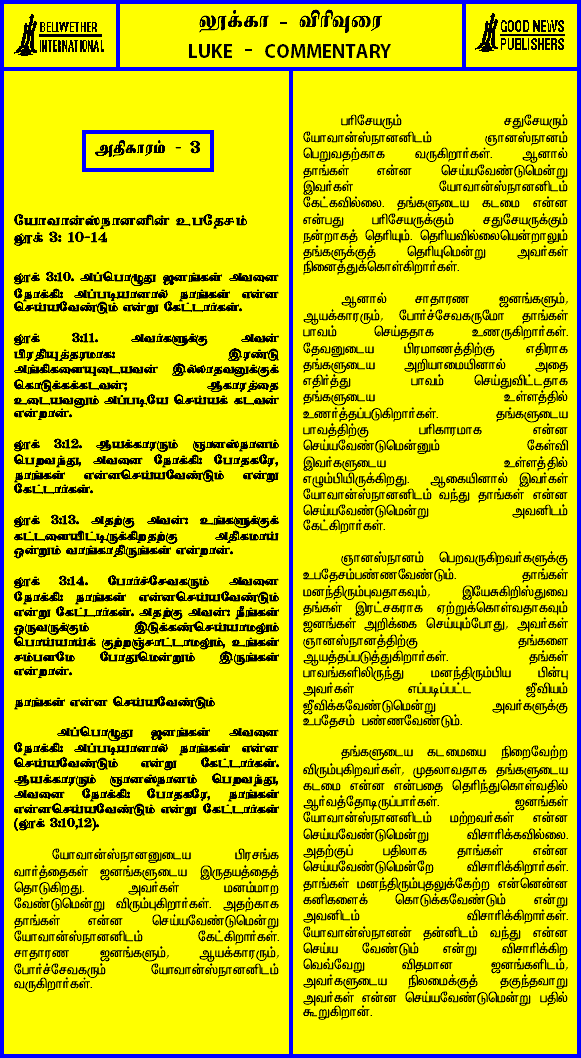 BELLWETHER
INTERNATIONAL
லூக்கா - விரிவுரை
LUKE - COMMENTARY
GOOD NEWS
PUBLISHERS
அதிகாரம் - 3
யோவான்ஸ்நானனின் உபதேசம்
லூக் 3: 10-14
லூக் 3:10. அப்பொழுது ஜனங்கள் அவனை
நோக்கி: அப்படியானால் நாங்கள் என்ன
செய்யவேண்டும் என்று கேட்டார்கள்.
லூக் 3:11. அவர்களுக்கு அவன்
பிரதியுத்தரமாக: இரண்டு
அங்கிகளையுடையவன் இல்லாதவனுக்குக்
கொடுக்கக்கடவன்; ஆகாரத்தை
உடையவனும் அப்படியே செய்யக் கடவன்
என்றான்.
லூக் 3:12. ஆயக்காரரும் ஞானஸ்நானம்
பெறவந்து, அவனை நோக்கி: போதகரே,
நாங்கள் என்னசெய்யவேண்டும் என்று
கேட்டார்கள்.
லூக் 3:13. அதற்கு அவன்: உங்களுக்குக்
கட்டளையிட்டிருக்கிறதற்கு அதிகமாய்
ஒன்றும் வாங்காதிருங்கள் என்றான்.
லூக் 3:14. போர்ச்சேவகரும் அவனை
நோக்கி: நாங்கள் என்னசெய்யவேண்டும்
என்று கேட்டார்கள். அதற்கு அவன்: நீங்கள்
ஒருவருக்கும் இடுக்கண்செய்யாமலும்
பொய்யாய்க் குற்றஞ்சாட்டாமலும், உங்கள்
சம்பளமே போதுமென்றும் இருங்கள்
என்றான்.
நாங்கள் என்ன செய்யவேண்டும்
அப்பொழுது ஜனங்கள் அவனை
நோக்கி: அப்படியானால் நாங்கள் என்ன
செய்யவேண்டும் என்று கேட்டார்கள்.
ஆயக்காரரும் ஞானஸ்நானம் பெறவந்து,
அவனை நோக்கி: போதகரே, நாங்கள்
என்னசெய்யவேண்டும் என்று கேட்டார்கள்
(லூக் 3:10,12).
யோவான்ஸ்நானனுடைய பிரசங்க
வார்த்தைகள் ஜனங்களுடைய இருதயத்தைத்
தொடுகிறது. அவர்கள் மனம்மாற
வேண்டுமென்று விரும்புகிறார்கள். அதற்காக
தாங்கள் என்ன செய்யவேண்டுமென்று
யோவான்ஸ்நானனிடம் கேட்கிறார்கள்.
சாதாரண ஜனங்களும், ஆயக்காரரும்,
போர்ச்சேவகரும் யோவான்ஸ்நானனிடம்
வருகிறார்கள்.
பரிசேயரும் சதுசேயரும்
யோவான்ஸ்நானனிடம் ஞானஸ்நானம்
பெறுவதற்காக வருகிறார்கள். ஆனால்
தாங்கள் என்ன செய்யவேண்டுமென்று
இவர்கள் யோவான்ஸ்நானனிடம்
கேட்கவில்லை. தங்களுடைய கடமை என்ன
என்பது பரிசேயருக்கும் சதுசேயருக்கும்
நன்றாகத் தெரியும். தெரியவில்லையென்றாலும்
தங்களுக்குத் தெரியுமென்று அவர்கள்
நினைத்துக்கொள்கிறார்கள்.
ஆனால் சாதாரண ஜனங்களும்,
ஆயக்காரரும், போர்ச்சேவகருமோ தாங்கள்
பாவம் செய்ததாக உணருகிறார்கள்.
தேவனுடைய பிரமாணத்திற்கு எதிராக
தங்களுடைய அறியாமையினால் அதை
எதிர்த்து பாவம் செய்துவிட்டதாக
தங்களுடைய உள்ளத்தில்
உணர்த்தப்படுகிறார்கள். தங்களுடைய
பாவத்திற்கு பரிகாரமாக என்ன
செய்யவேண்டுமென்னும் கேள்வி
இவர்களுடைய உள்ளத்தில்
எழும்பியிருக்கிறது. ஆகையினால் இவர்கள்
யோவான்ஸ்நானனிடம் வந்து தாங்கள் என்ன
செய்யவேண்டுமென்று அவனிடம்
கேட்கிறார்கள்.
ஞானஸ்நானம் பெறவருகிறவர்களுக்கு
உபதேசம்பண்ணவேண்டும். தாங்கள்
மனந்திரும்புவதாகவும், இயேசுகிறிஸ்துவை
தங்கள் இரட்சகராக ஏற்றுக்கொள்வதாகவும்
ஜனங்கள் அறிக்கை செய்யும்போது, அவர்கள்
ஞானஸ்நானத்திற்கு தங்களை
ஆயத்தப்படுத்துகிறார்கள். தங்கள்
பாவங்களிலிருந்து மனந்திரும்பிய பின்பு
அவர்கள் எப்படிப்பட்ட ஜீவியம்
ஜீவிக்கவேண்டுமென்று அவர்களுக்கு
உபதேசம் பண்ணவேண்டும்.
தங்களுடைய கடமையை நிறைவேற்ற
விரும்புகிறவர்கள், முதலாவதாக தங்களுடைய
கடமை என்ன என்பதை தெரிந்துகொள்வதில்
ஆர்வத்தோடிருப்பார்கள். ஜனங்கள்
யோவான்ஸ்நானனிடம் மற்றவர்கள் என்ன
செய்யவேண்டுமென்று விசாரிக்கவில்லை.
அதற்குப் பதிலாக தாங்கள் என்ன
செய்யவேண்டுமென்றே விசாரிக்கிறார்கள்.
தாங்கள் மனந்திரும்புதலுக்கேற்ற என்னென்ன
கனிகளைக் கொடுக்கவேண்டும் என்று
அவனிடம் விசாரிக்கிறார்கள்.
யோவான்ஸ்நானன் தன்னிடம் வந்து என்ன
செய்ய வேண்டும் என்று விசாரிக்கிற
வெவ்வேறு விதமான ஜனங்களிடம்,
அவர்களுடைய நிலமைக்குத் தகுந்தவாறு
அவர்கள் என்ன செய்யவேண்டுமென்று பதில்
கூறுகிறான்.